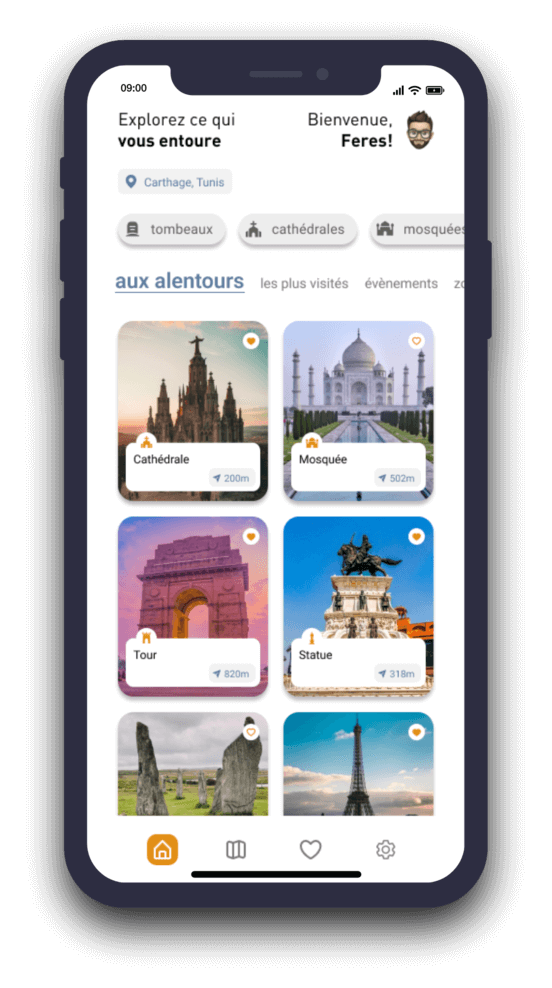 09:00
Explorez ce qui
vous entoure
Bienvenue,
Feres!
Carthage, Tunis
tombeaux
cathédrales
mosquées
aux alentours
les plus visités
évènements
zo
Cathédrale
200m
Mosquée
502m
Tour
820m
Statue
318m